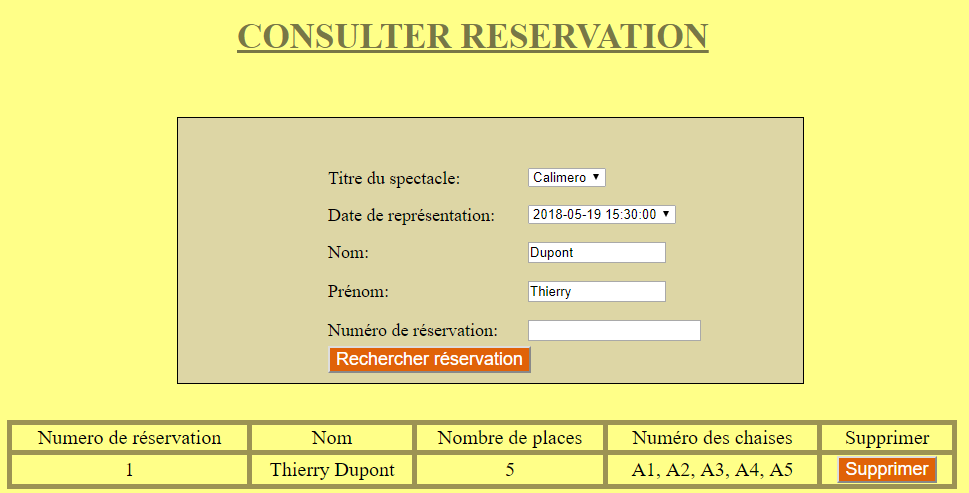 CONSULTER RESERVATION
Titre du spectacle: Calimero
Date de représentation: 2018-05-19 15:30:00
Nom: Dupont
Prénom: Thierry
Numéro de réservation:
Rechercher réservation
Numero de réservation Nom Nombre de places Numéro des chaises Supprimer
1 Thierry Dupont 5 A1, A2, A3, A4, A5 Supprimer